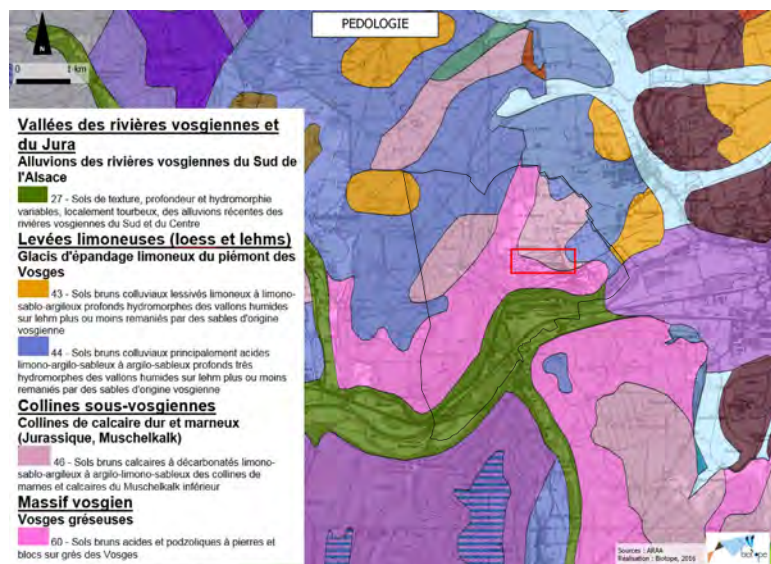 PEDOLOGIE
N
0 1 km
Vallées des rivières vosgiennes et
du Jura
Alluvions des rivières vosgiennes du Sud de
l'Alsace
27 - Sols de texture, profondeur et hydromorphie
variables, localement tourbeux, des alluvions récentes des
rivières vosgiennes du Sud et du Centre
Levées limoneuses (loess et lehms)
Glacis d'épandage limoneux du piémont des
Vosges
43 - Sols bruns colluviaux lessivés limoneux à limono-
sablo-argileux profonds hydromorphes des vallons humides
sur lehm plus ou moins remaniés par des sables d'origine
vosgienne
44 - Sols bruns colluviaux principalement acides
limono-argilo-sableux à argilo-sableux profonds très
hydromorphes des vallons humides sur lehm plus ou moins
remaniés par des sables d'origine vosgienne
Collines sous-vosgiennes
Collines de calcaire dur et marneux
(Jurassique, Muschelkalk)
46 - Sols bruns calcaires à décarbonatés limono-
sablo-argileux à argilo-limono-sableux des collines de
marnes et calcaires du Muschelkalk inférieur
Massif vosgien
Vosges gréseuses
60 - Sols bruns acides et podzoliques à pierres et
blocs sur grès des Vosges
Sources : ARAA
Réalisation : Biotope, 2016
biotope